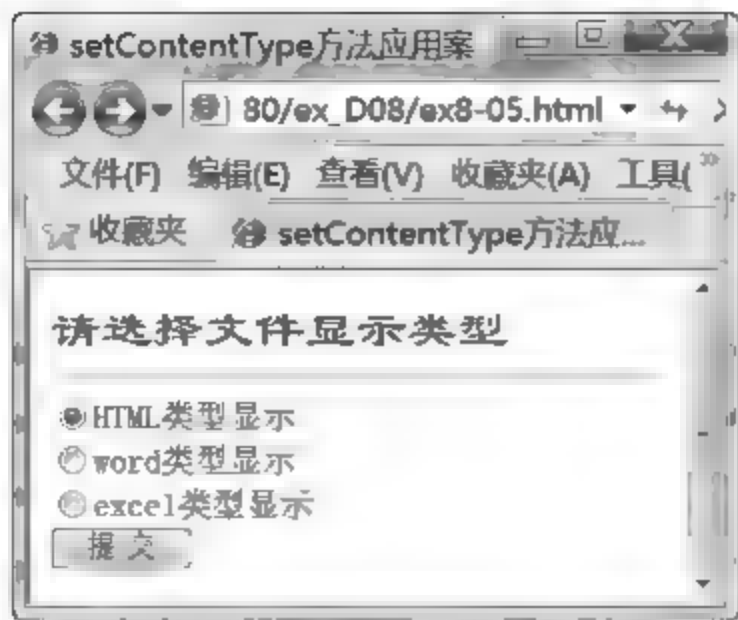 setContentType方法应用案
80/ex_D08/ex8-05.html
文件(F) 编辑(E) 查看(V) 收藏夹(A) 工具(
收藏夹 setContentType方法应...
请选择文件显示类型
HTML类型显示
word类型显示
excel类型显示
提 交